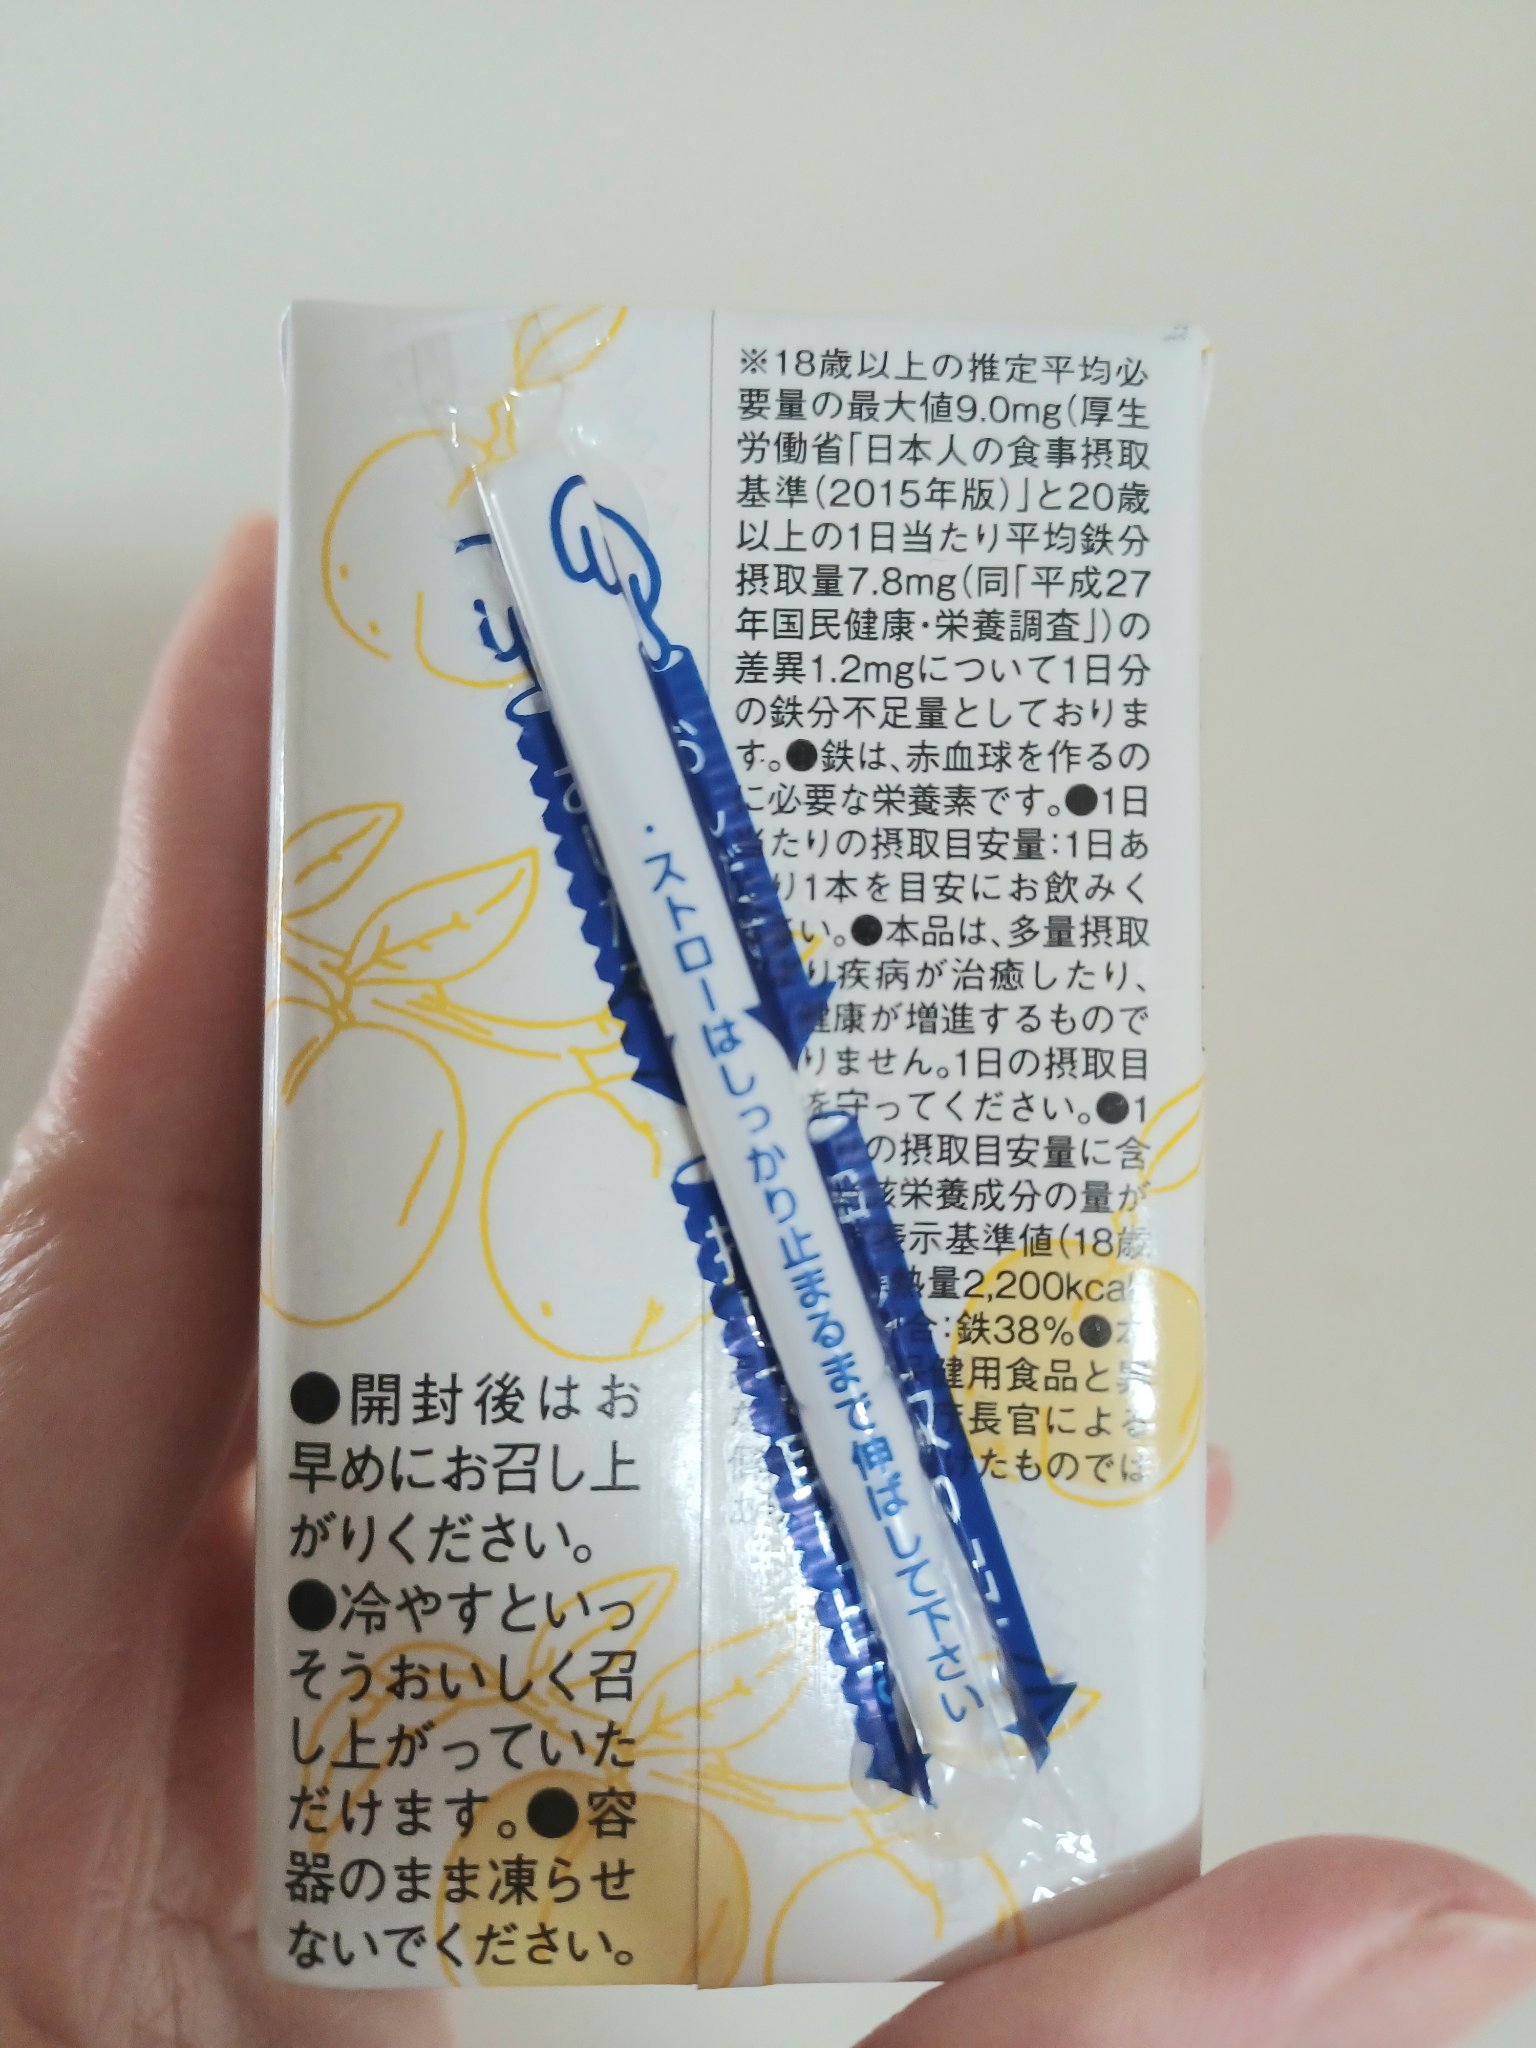 ※18歳以上の推定平均必
要量の最大値9.0mg(厚生
労働省「日本人の食事摂取
基準(2015年版)」と20歳
以上の1日当たり平均鉄分
摂取量7.8mg(同「平成27
年国民健康・栄養調査」)の
差異1.2mgについて1日分
の鉄分不足量としておりま
す。●鉄は、赤血球を作るの
に必要な栄養素です。●1日
当たりの摂取目安量:1日あ
り1本を目安にお飲みく
い。●本品は、多量摂取
り疾病が治癒したり、
健康が増進するもので
りません。1日の摂取目
を守ってください。●1
の摂取目安量に含
該栄養成分の量が
表示基準値(18歳
熱量2,200kcal
合:鉄38%●本
健用食品と異
庁長官による
けたものでは
・ストローはしっかり止まるまで伸ばして下さい
●開封後はお
早めにお召し上
がりください。
●冷やすといっ
そうおいしく召
し上がっていた
だけます。●容
器のまま凍らせ
ないでください。